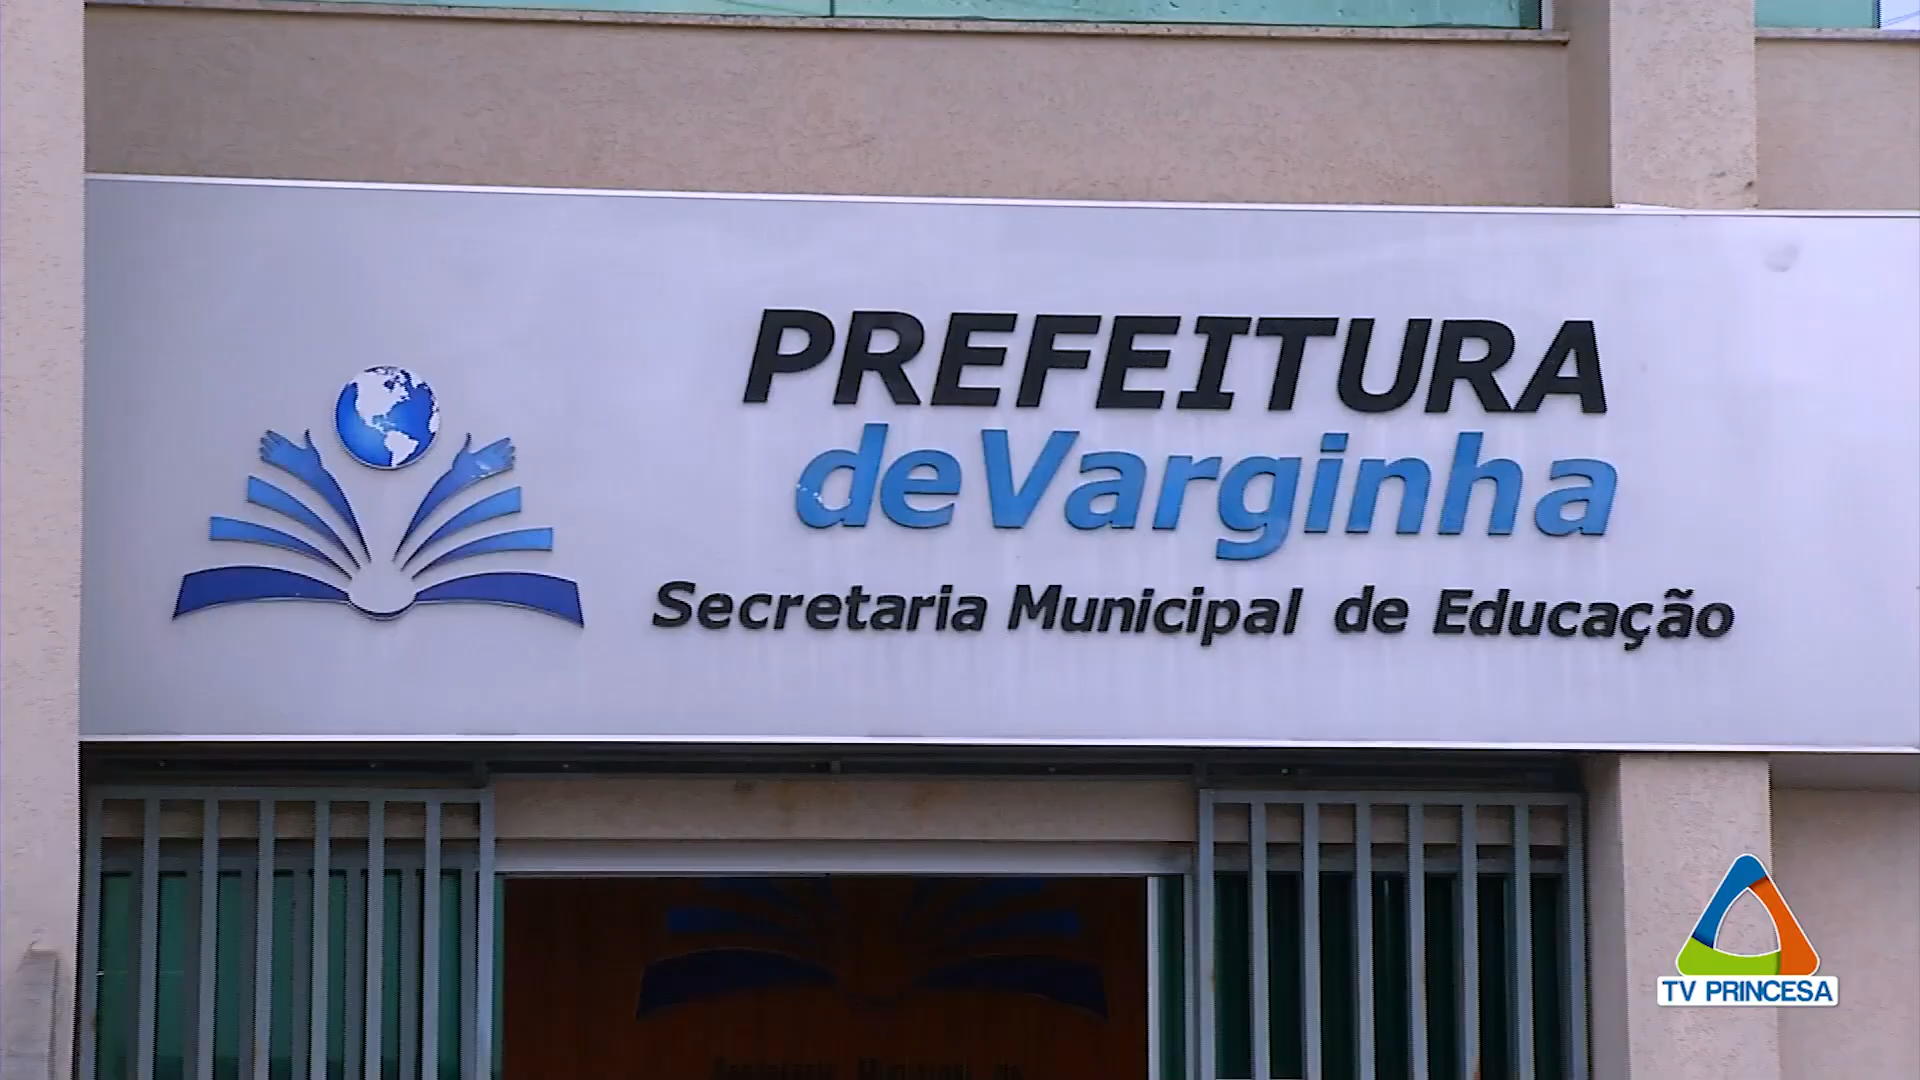 PREFEITURA
deVarginha
Secretaria Municipal de Educação
TV PRINCESA